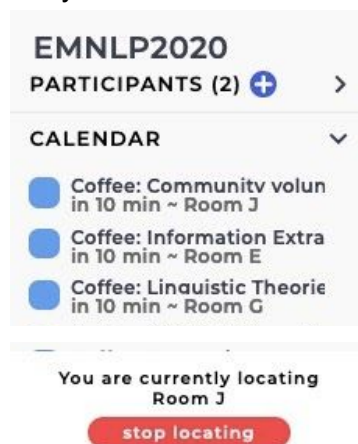 EMNLP2020
PARTICIPANTS (2)
CALENDAR
Coffee: Community volun
in 10 min ~ Room J
Coffee: Information Extra
in 10 min ~ Room E
Coffee: Linguistic Theorie
in 10 min ~ Room G
You are currently locating
Room J
stop locating